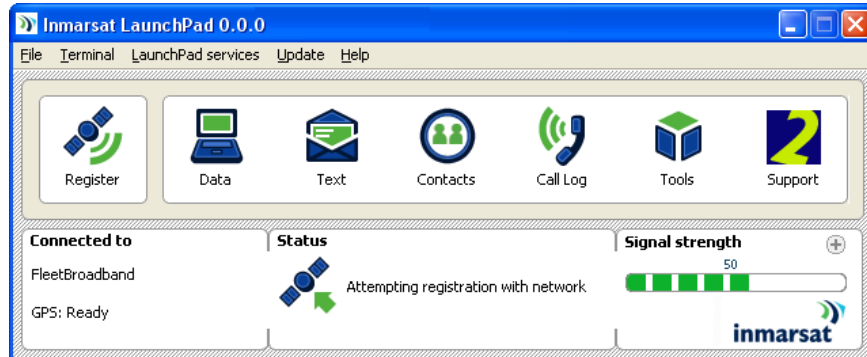 Inmarsat LaunchPad 0.0.0
File Terminal LaunchPad services Update Help
Register Data Text Contacts Call Log Tools Support
Connected to Status Signal strength
50
FleetBroadband
Attempting registration with network
GPS: Ready
inmarsat